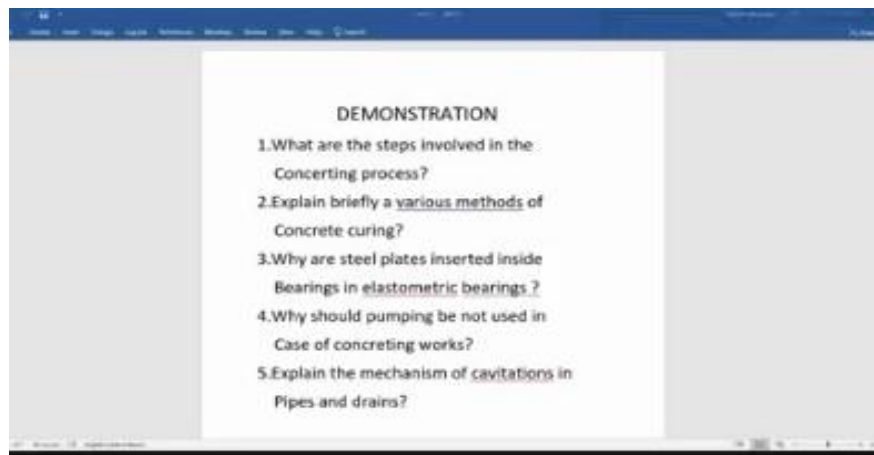 DEMONSTRATION
1.What are the steps involved in the
Concerting process?
2.Explain briefly a various methods of
Concrete curing?
3.Why are steel plates inserted inside
Bearings in elastometric bearings ?
4.Why should pumping be not used in
Case of concreting works?
5.Explain the mechanism of cavitations in
Pipes and drains?